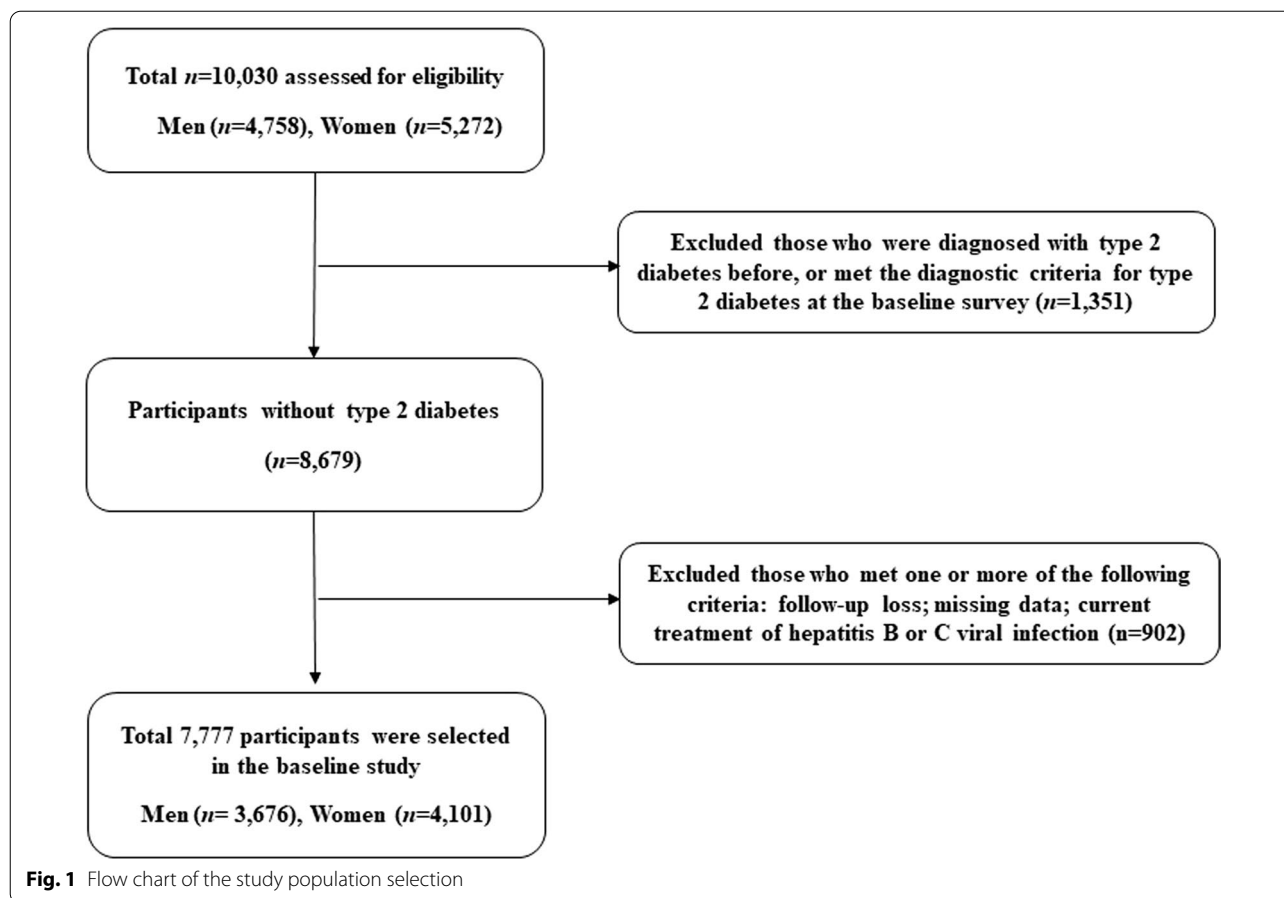 Total n=10,030 assessed for eligibility
Men (n=4,758), Women (n=5,272)
Excluded those who were diagnosed with type 2
diabetes before, or met the diagnostic criteria for type
2 diabetes at the baseline survey (n=1,351)
Participants without type 2 diabetes
(n=8,679)
Excluded those who met one or more of the following
criteria: follow-up loss; missing data; current
treatment of hepatitis B or C viral infection (n=902)
Total 7,777 participants were selected
in the baseline study
Men (n= 3,676), Women (n=4,101)
Fig. 1 Flow chart of the study population selection